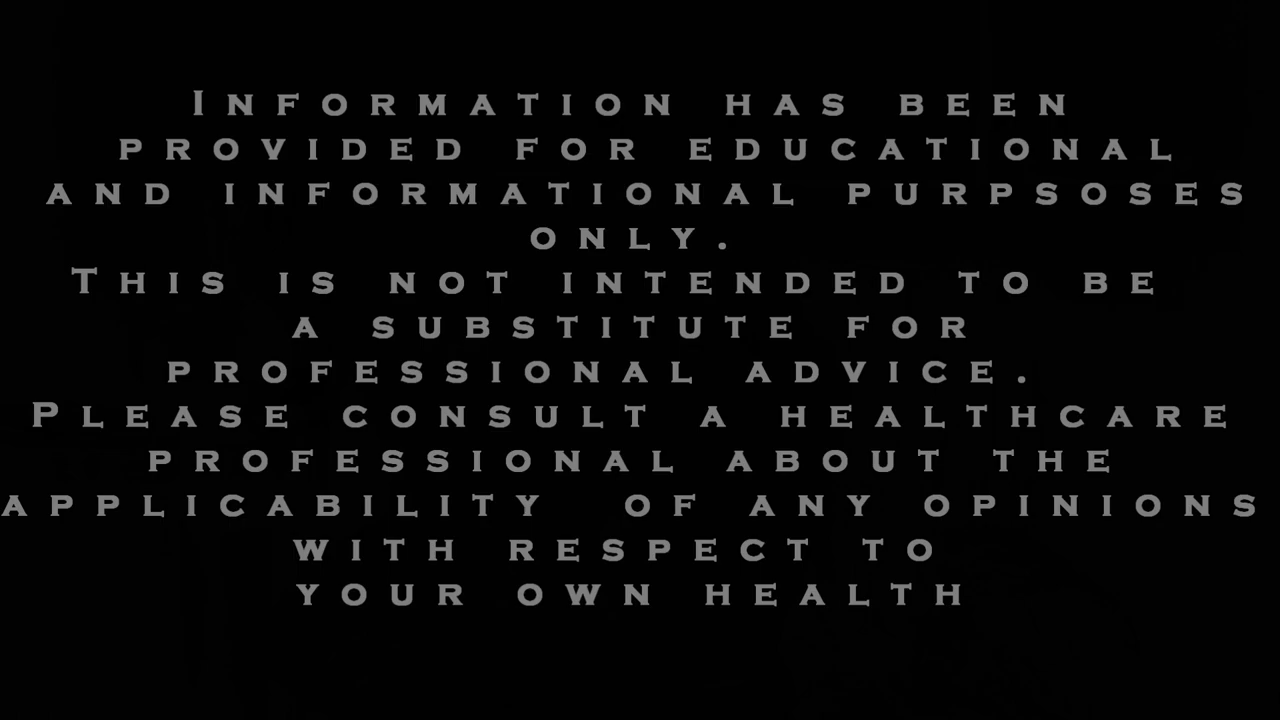 Information has been
provided for educational
and informational purpsoses
only.
This is not intended to be
a substitute for
professional advice.
Please consult a healthcare
professional about the
applicability of any opinions
with respect to
your own health